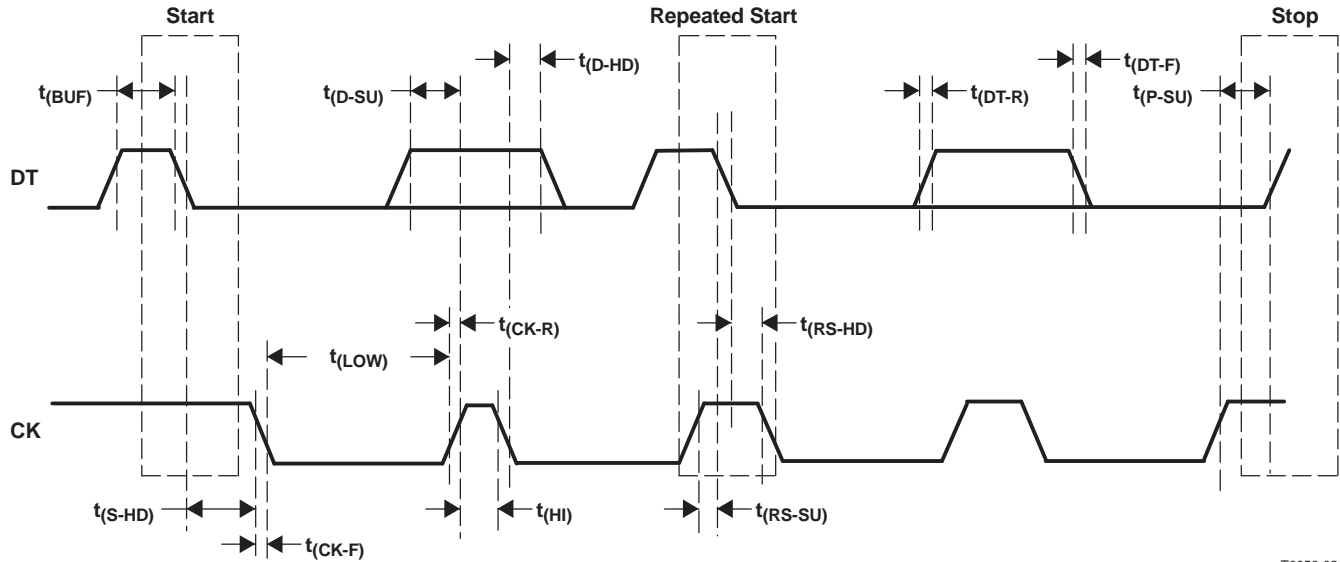 Start
Repeated Start
Stop
t(BUF)
t(D-SU)
t(D-HD)
t(DT-R)
t(DT-F)
t(P-SU)
DT
t(CK-R)
t(RS-HD)
t(LOW)
CK
t(S-HD)
t(HI)
t(RS-SU)
t(CK-F)